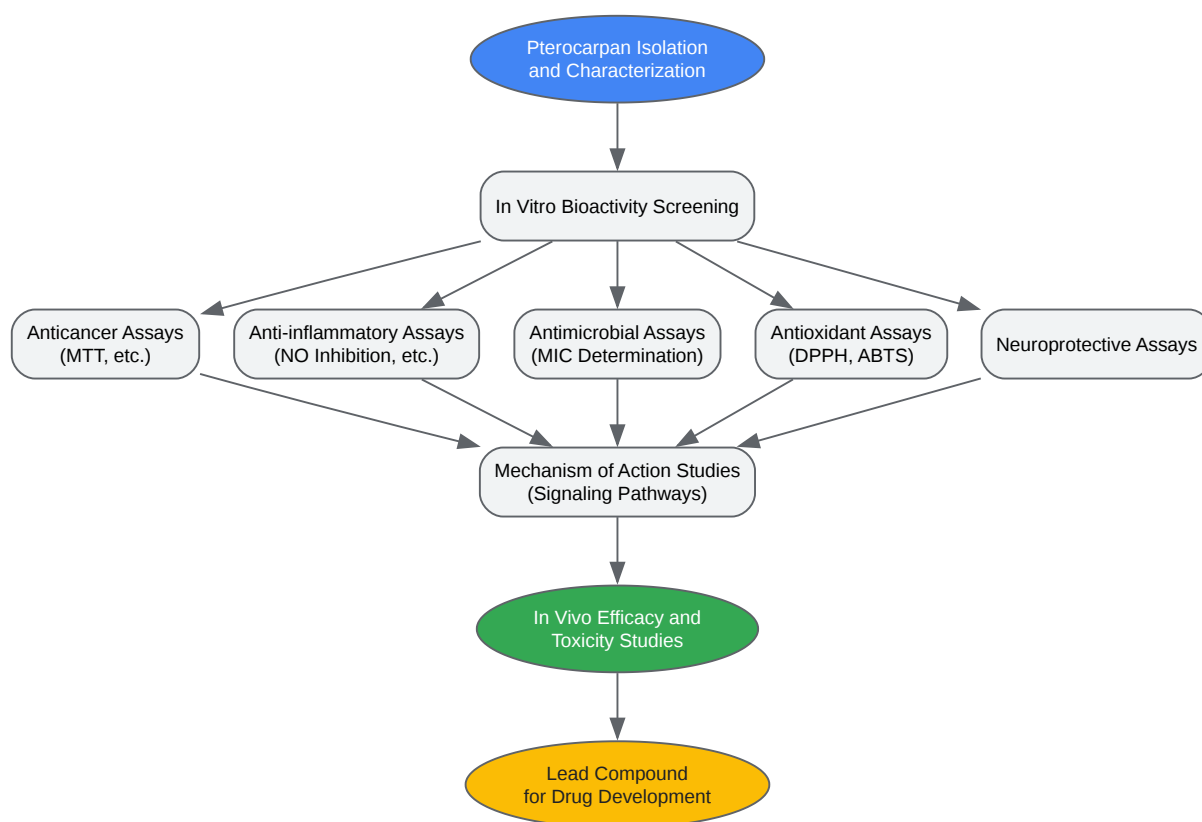 Pterocarpan Isolation
and Characterization
In Vitro Bioactivity Screening
Anticancer Assays
(MTT, etc.)
Anti-inflammatory Assays
(NO Inhibition, etc.)
Antimicrobial Assays
(MIC Determination)
Antioxidant Assays
(DPPH, ABTS)
Neuroprotective Assays
Mechanism of Action Studies
(Signaling Pathways)
In Vivo Efficacy and
Toxicity Studies
Lead Compound
for Drug Development